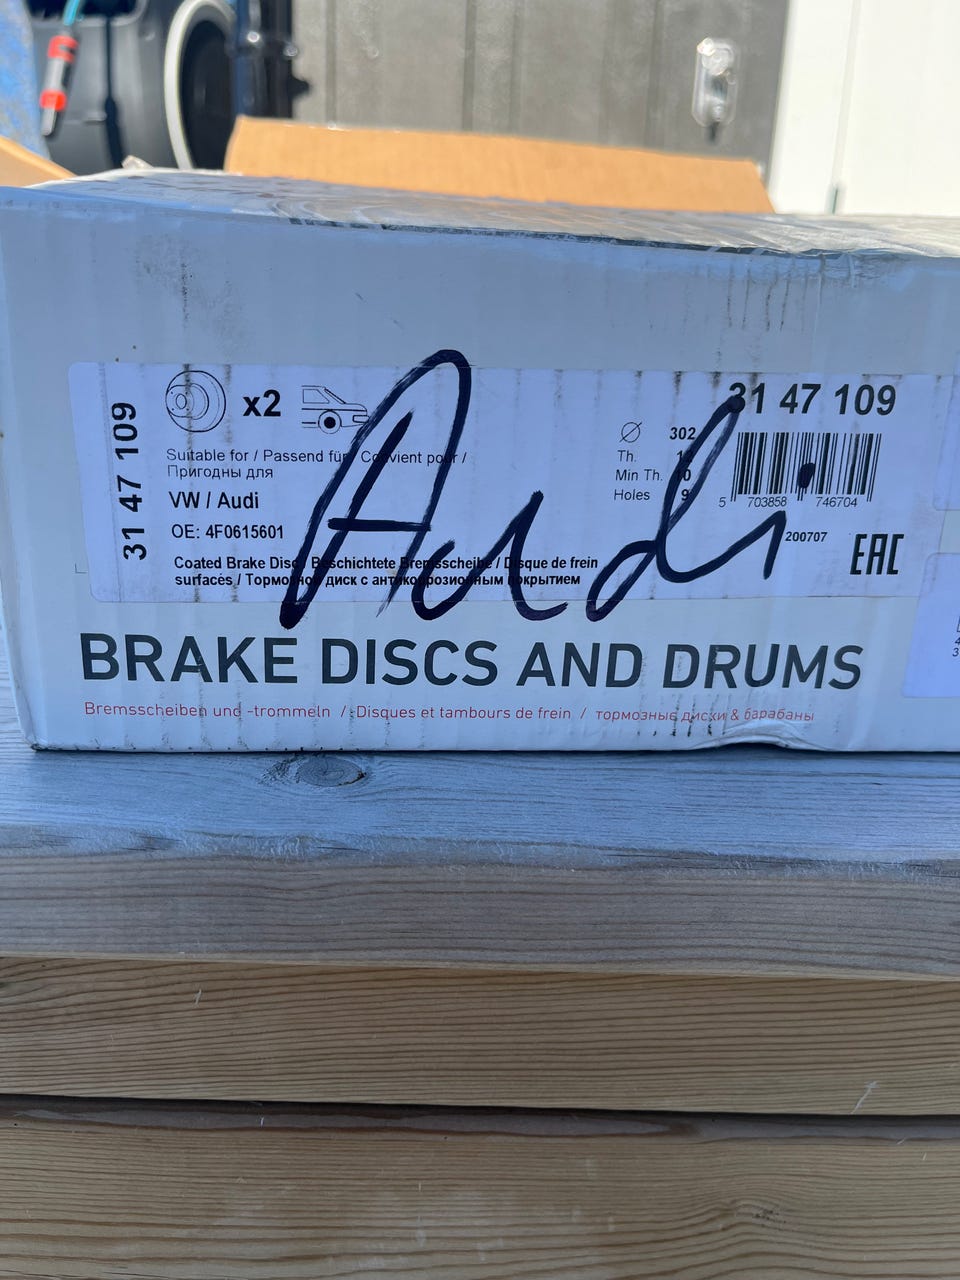 31 47 109
x2
31 47 109
Suitable for / Passend für / Convient pour /
Пригодны для
VW / Audi
OE: 4F0615601
Coated Brake Disc / Beschichtete Bremsscheibe / Disque de frein
surfaces / Тормозной диск с антикоррозионным покрытием
302
Th.
Min Th.
Holes 9
5 703858 746704
200707
EAC
Audi
BRAKE DISCS AND DRUMS
Bremsscheiben und -trommeln / Disques et tambours de frein / тормозные диски & барабаны